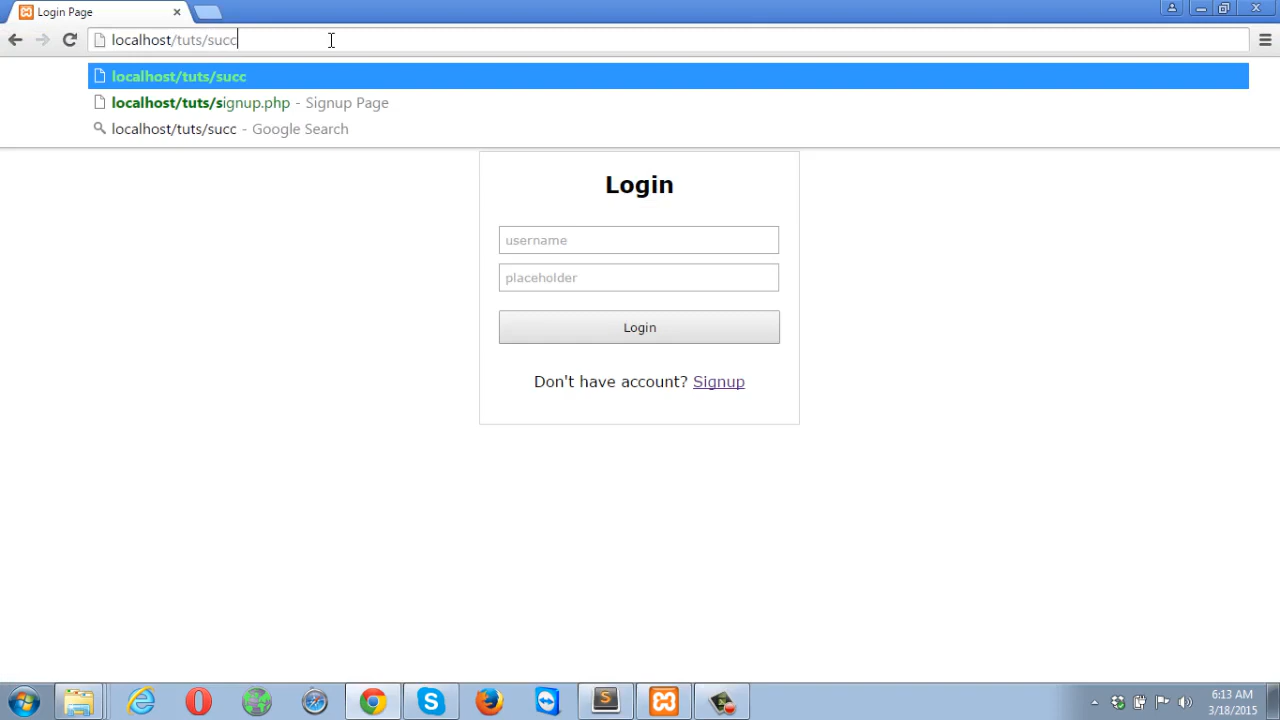 Login Page
localhost/tuts/succ
localhost/tuts/succ
localhost/tuts/signup.php - Signup Page
localhost/tuts/succ - Google Search
Login
username
placeholder
Login
Don't have account? Signup
6:13 AM
3/18/2015